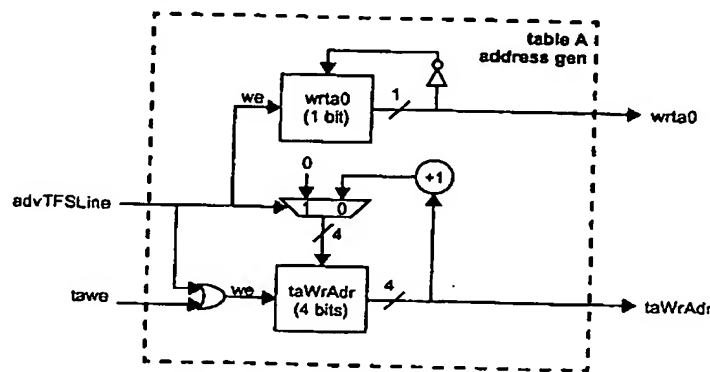 table A
address gen
we
wrta0
(1 bit)
1
wrta0
0
+1
advTFSLine
1 0
4
tawe
we
taWrAdr
(4 bits)
4
taWrAdr